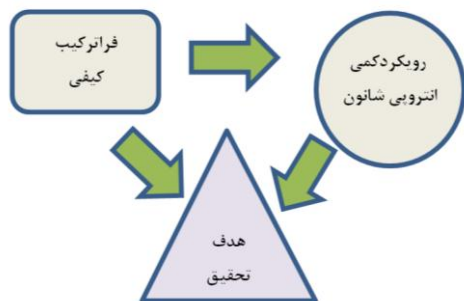 فراترکیب
کیفی
رویکردکمی
انتروپی شانون
هدف
تحقیق